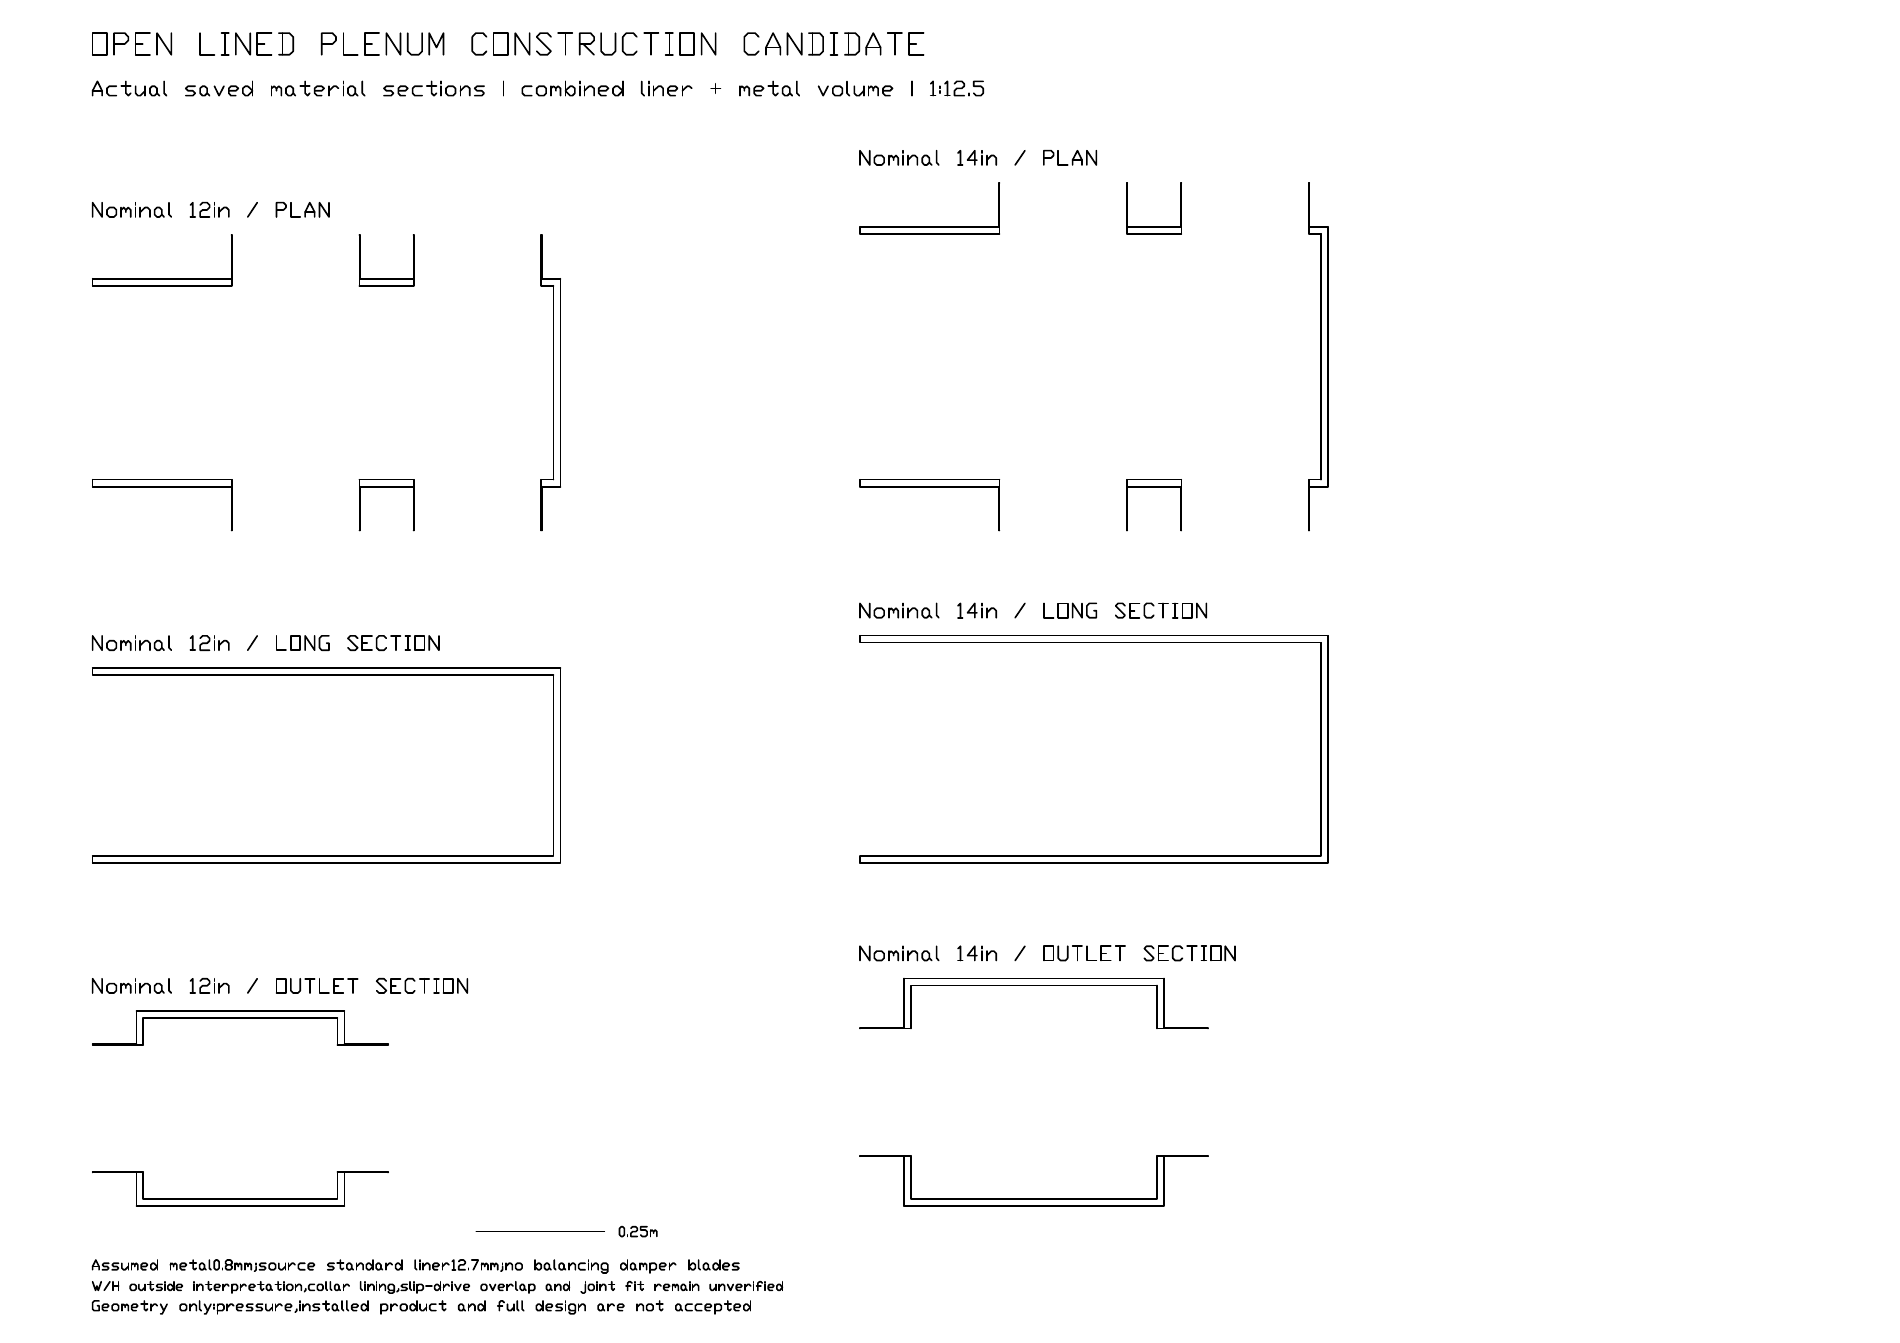 OPEN LINED PLENUM CONSTRUCTION CANDIDATE
Actual saved material sections | combined liner + metal volume | 1:12.5
Nominal 12in / PLAN
Nominal 14in / PLAN
Nominal 12in / LONG SECTION
Nominal 14in / LONG SECTION
Nominal 12in / OUTLET SECTION
Nominal 14in / OUTLET SECTION
0.25m
Assumed metal0.8mm;source standard liner12.7mm;no balancing damper blades
W/H outside interpretation,collar lining,slip-drive overlap and joint fit remain unverified
Geometry only:pressure,installed product and full design are not accepted